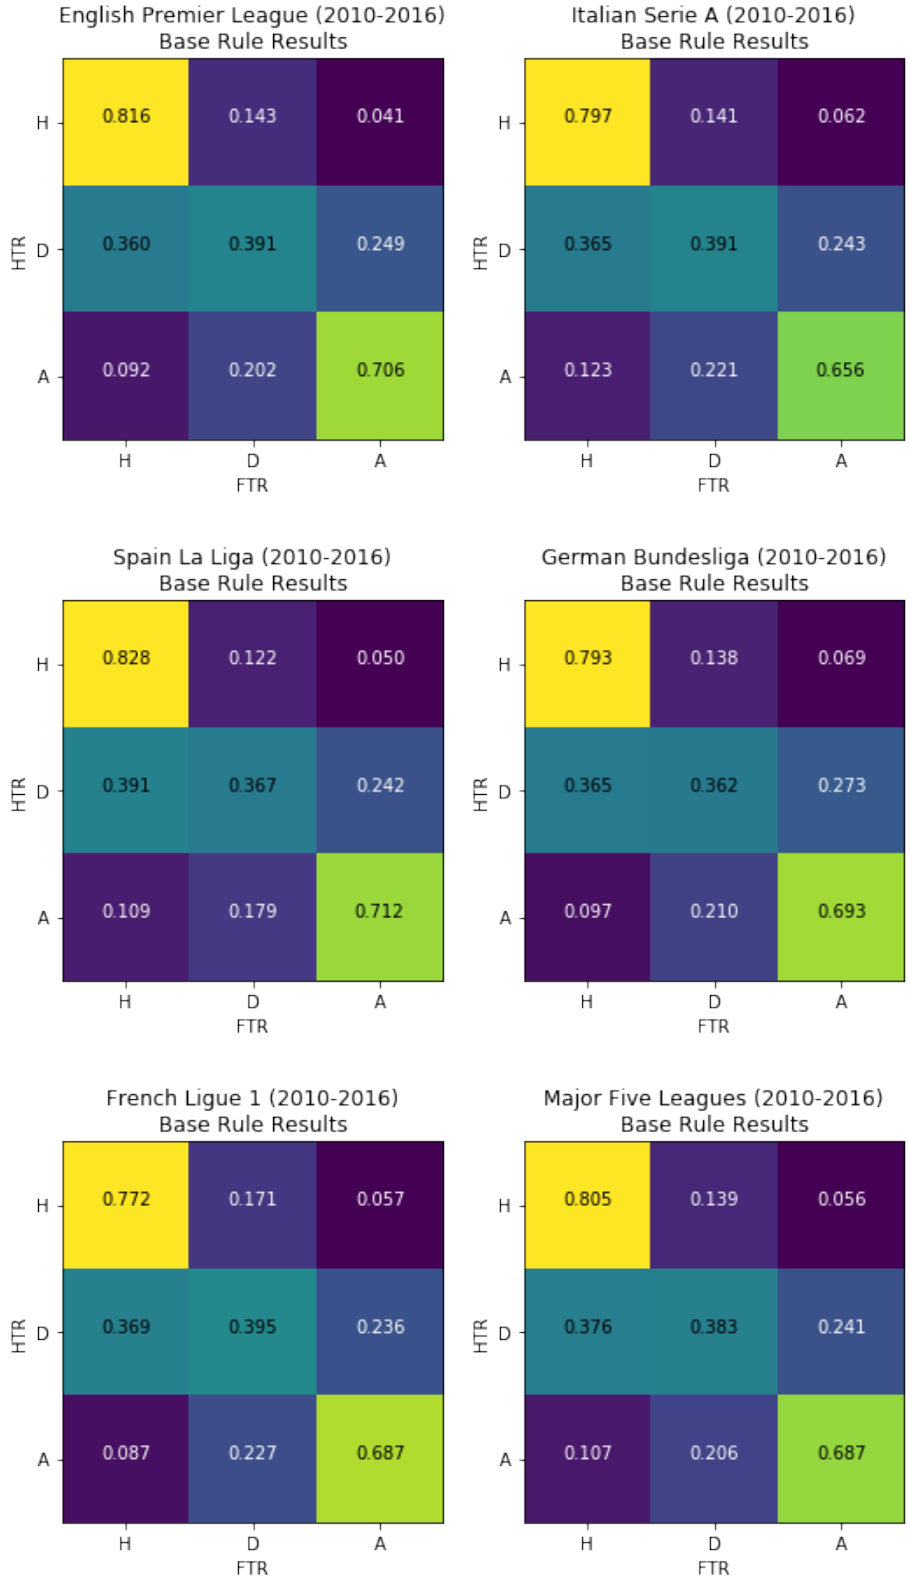 English Premier League (2010-2016)
Base Rule Results
H
0.816 0.143 0.041
HTR
D
0.360 0.391 0.249
A
0.092 0.202 0.706
H D A
FTR
Italian Serie A (2010-2016)
Base Rule Results
H
0.797 0.141 0.062
HTR
D
0.365 0.391 0.243
A
0.123 0.221 0.656
H D A
FTR
Spain La Liga (2010-2016)
Base Rule Results
H
0.828 0.122 0.050
HTR
D
0.391 0.367 0.242
A
0.109 0.179 0.712
H D A
FTR
German Bundesliga (2010-2016)
Base Rule Results
H
0.793 0.138 0.069
HTR
D
0.365 0.362 0.273
A
0.097 0.210 0.693
H D A
FTR
French Ligue 1 (2010-2016)
Base Rule Results
H
0.772 0.171 0.057
HTR
D
0.369 0.395 0.236
A
0.087 0.227 0.687
H D A
FTR
Major Five Leagues (2010-2016)
Base Rule Results
H
0.805 0.139 0.056
HTR
D
0.376 0.383 0.241
A
0.107 0.206 0.687
H D A
FTR